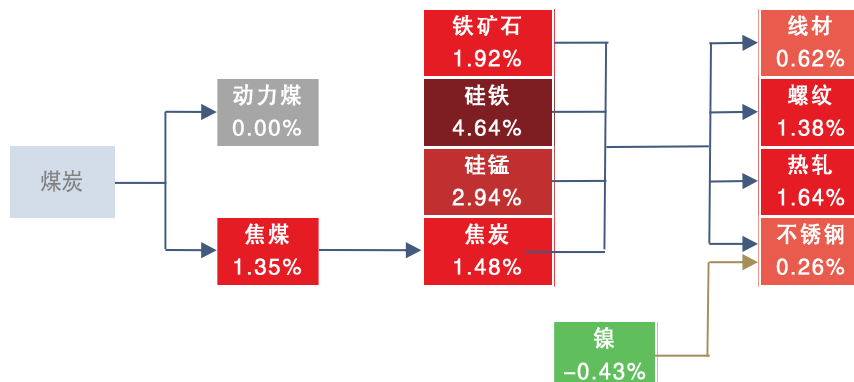 煤炭
动力煤
0.00%
焦煤
1.35%
铁矿石
1.92%
硅铁
4.64%
硅锰
2.94%
焦炭
1.48%
线材
0.62%
螺纹
1.38%
热轧
1.64%
不锈钢
0.26%
镍
-0.43%